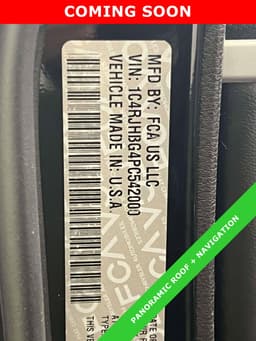 COMING SOON
MFD BY: FCA US LLC
VIN: 1C4RJHBG4PC542000
VEHICLE MADE IN: U.S.A
PANORAMIC ROOF + NAVIGATION